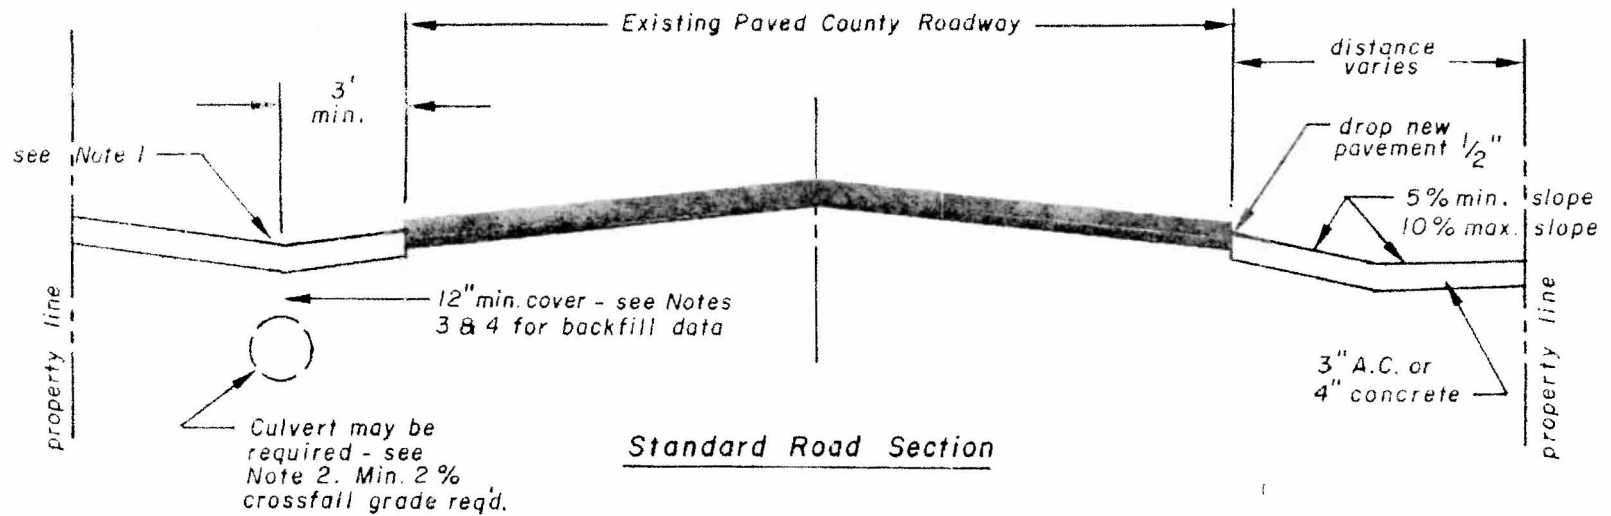 Existing Paved County Roadway
distance
varies
3'
min.
drop new
pavement 1/2"
see Note 1
5% min. slope
10% max. slope
12" min. cover - see Notes
3 & 4 for backfill data
property line
property line
3" A.C. or
4" concrete
Culvert may be
required - see
Note 2. Min. 2%
crossfall grade req'd.
Standard Road Section